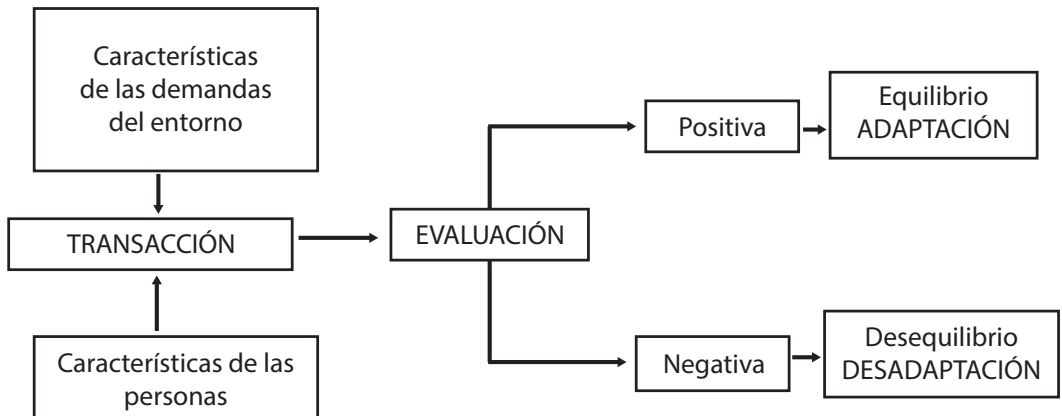 Características
de las demandas
del entorno
TRANSACCIÓN
Características de las
personas
EVALUACIÓN
Positiva
Equilibrio
ADAPTACIÓN
Negativa
Desequilibrio
DESADAPTACIÓN